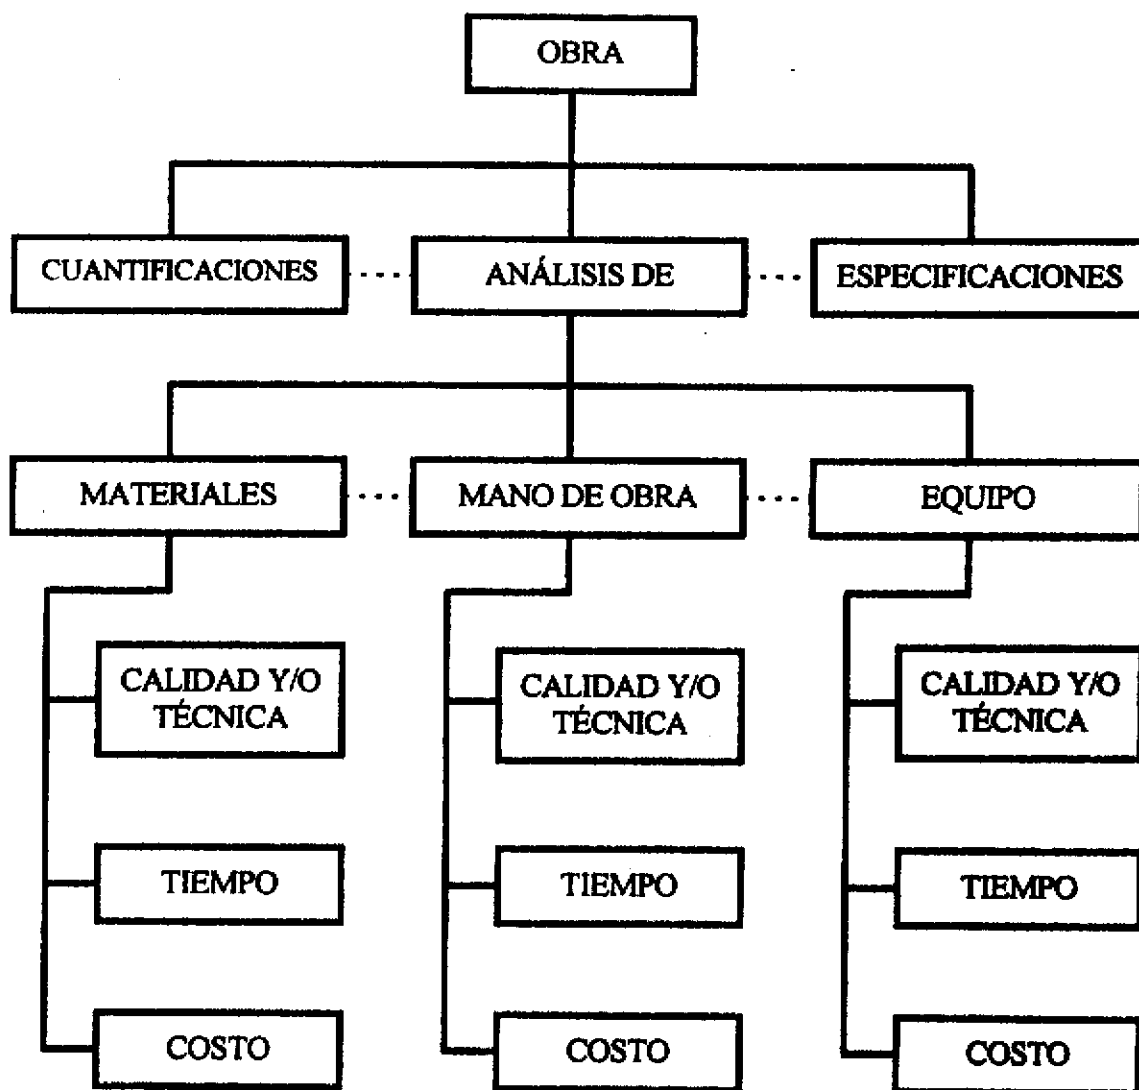 OBRA
CUANTIFICACIONES
ANÁLISIS DE
ESPECIFICACIONES
MATERIALES
MANO DE OBRA
EQUIPO
CALIDAD Y/O
TÉCNICA
CALIDAD Y/O
TÉCNICA
CALIDAD Y/O
TÉCNICA
TIEMPO
TIEMPO
TIEMPO
COSTO
COSTO
COSTO